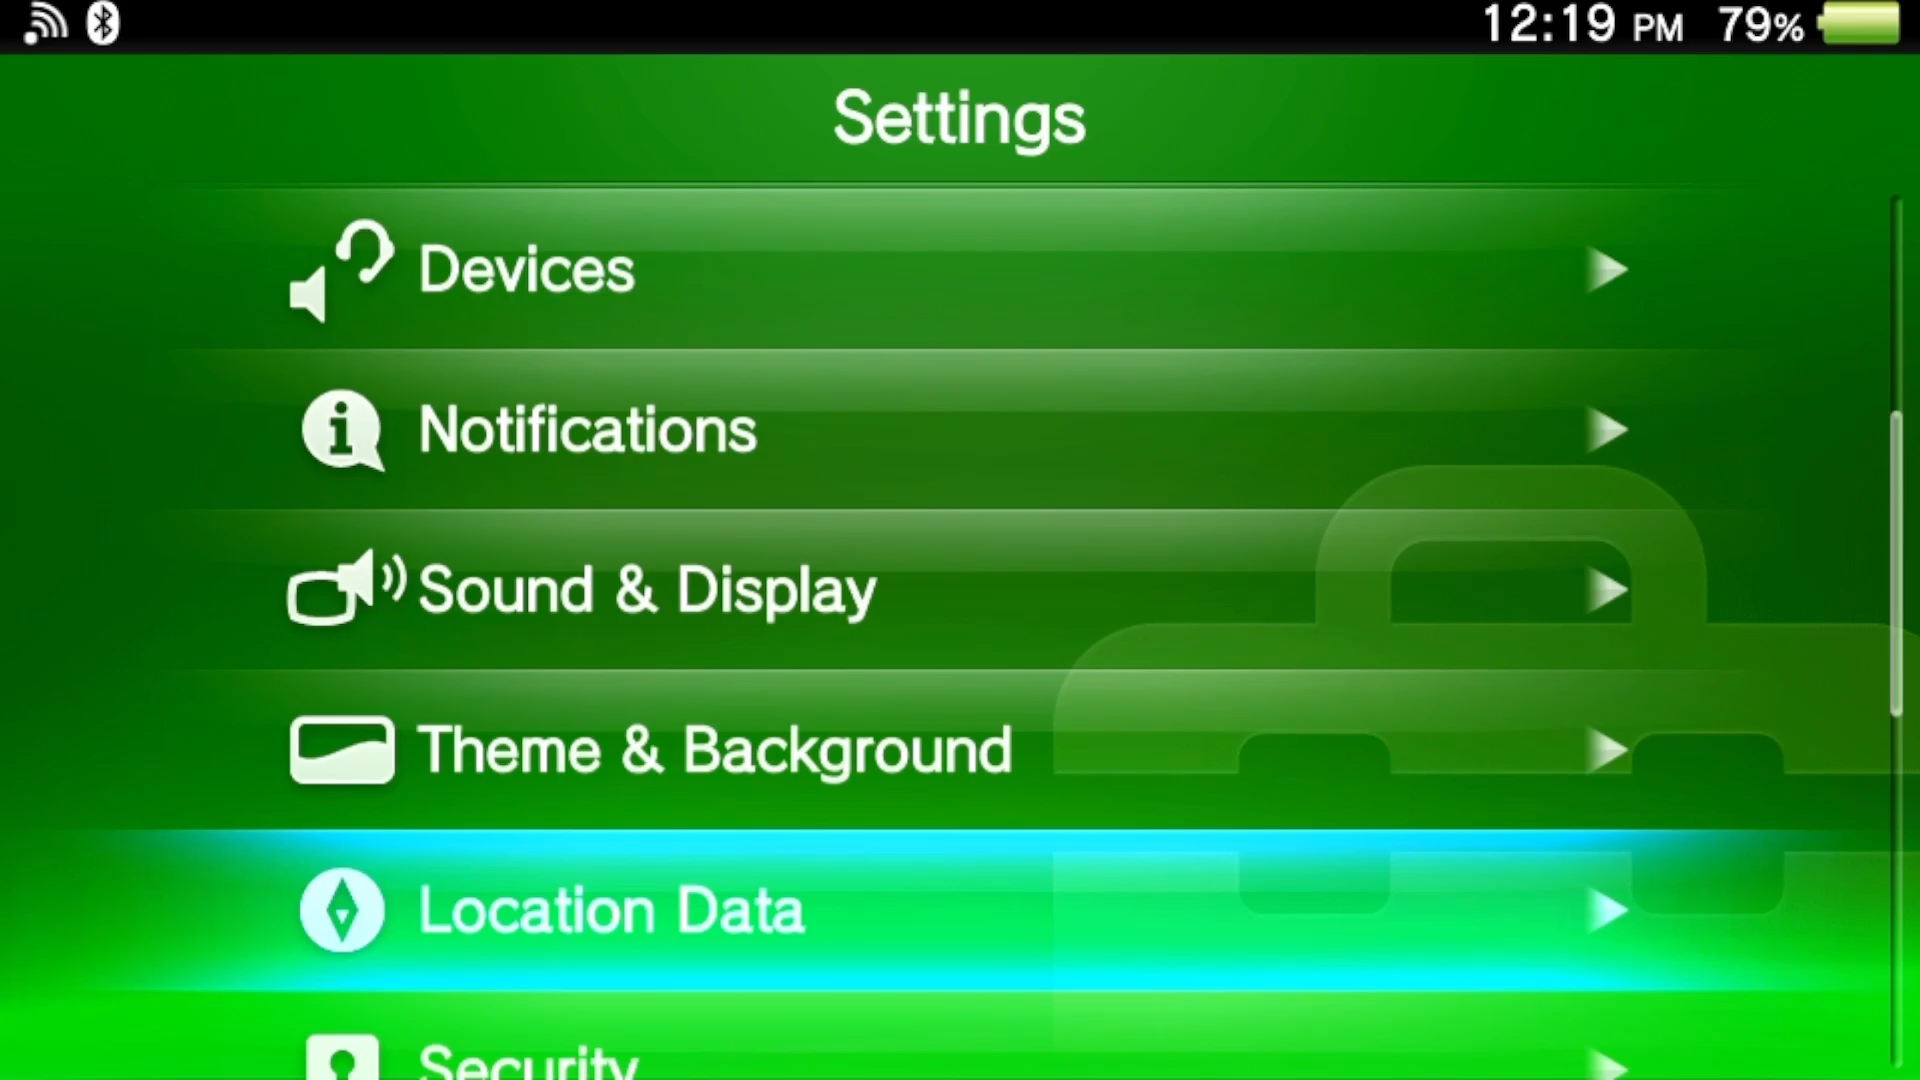 12:19 PM 79%
Settings
Devices
Notifications
Sound & Display
Theme & Background
Location Data
Security